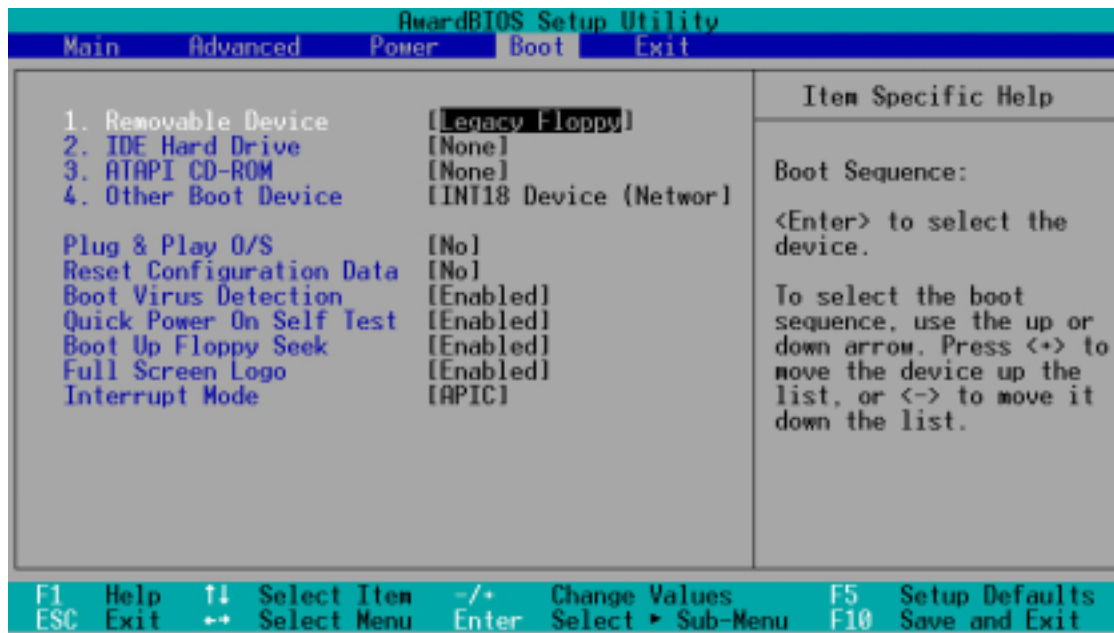 AwardBIOS Setup Utility
Main Advanced Power Boot Exit
1. Removable Device [Legacy Floppy]
2. IDE Hard Drive [None]
3. ATAPI CD-ROM [None]
4. Other Boot Device [INT18 Device (Networ]
Plug & Play O/S [No]
Reset Configuration Data [No]
Boot Virus Detection [Enabled]
Quick Power On Self Test [Enabled]
Boot Up Floppy Seek [Enabled]
Full Screen Logo [Enabled]
Interrupt Mode [APIC]
Item Specific Help
Boot Sequence:
<Enter> to select the
device.
To select the boot
sequence, use the up or
down arrow. Press <+> to
move the device up the
list, or <-> to move it
down the list.
F1 Help ↑↓ Select Item -/+ Change Values F5 Setup Defaults
ESC Exit ←→ Select Menu Enter Select ► Sub-Menu F10 Save and Exit